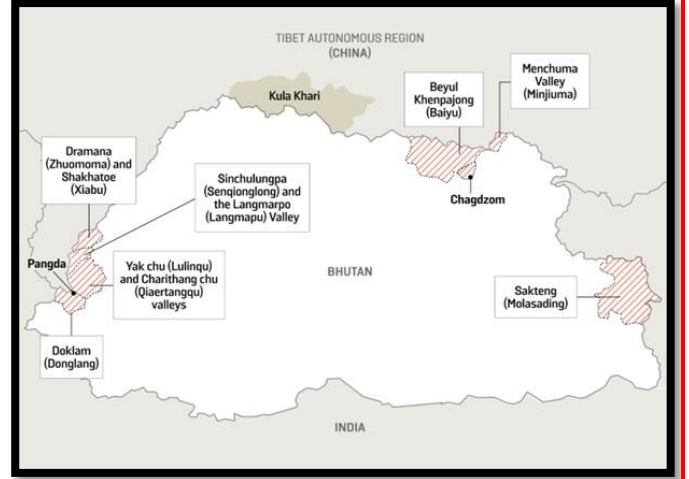 TIBET AUTONOMOUS REGION
(CHINA)
Kula Khari
Beyul
Khenpajong
(Baiyu)
Menchuma
Valley
(Minjiuma)
Dramana
(Zhuomoma) and
Shakhatoe
(Xiabu)
Sinchulungpa
(Senqionglong) and
the Langmarpo
(Langmapu) Valley
Chagdzom
Pangda
Yak chu (Lulinqu)
and Charithang chu
(Qiaertangqu)
valleys
BHUTAN
Sakteng
(Molasading)
Doklam
(Donglang)
INDIA